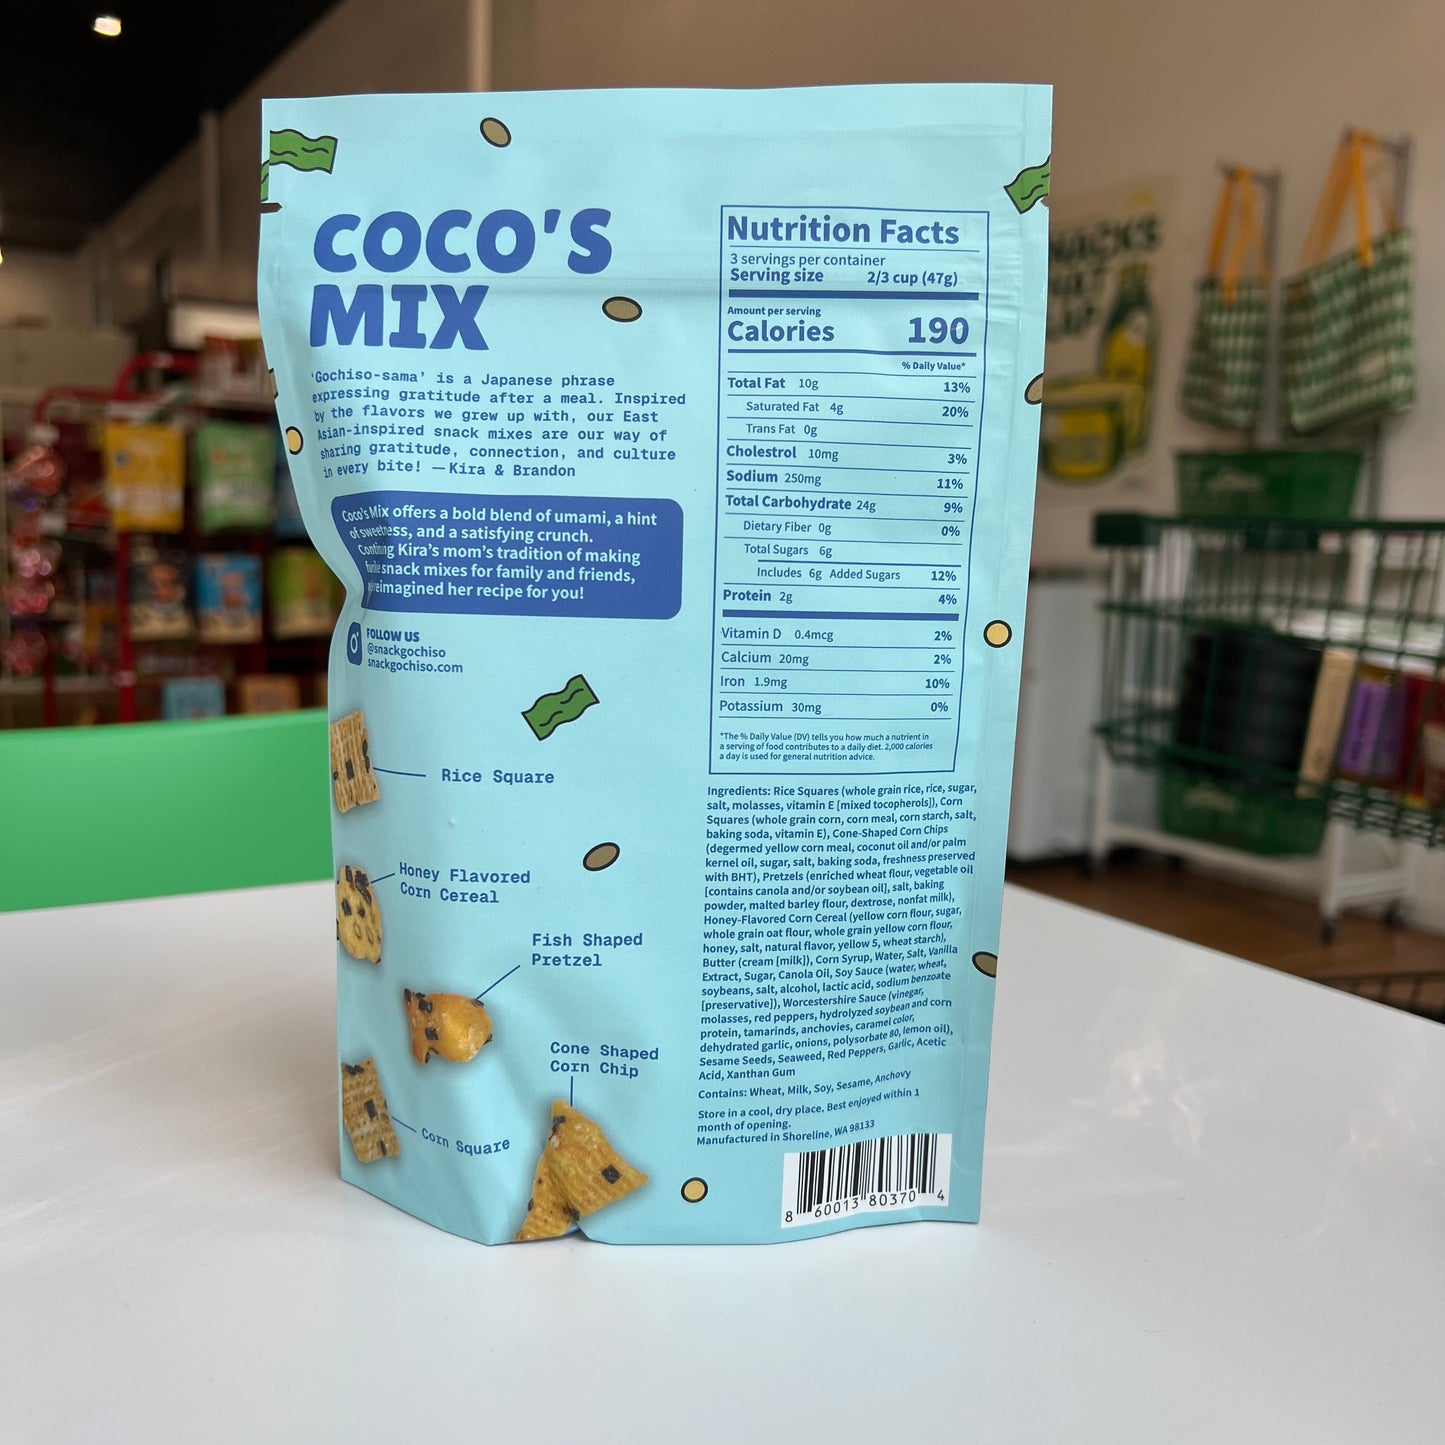 COCO'S
MIX
'Gochiso-sama' is a Japanese phrase
expressing gratitude after a meal. Inspired
by the flavors we grew up with, our East
Asian-inspired snack mixes are our way of
sharing gratitude, connection, and culture
in every bite! — Kira & Brandon
Coco's Mix offers a bold blend of umami, a hint
of sweetness, and a satisfying crunch.
Kira's mom's tradition of making
snack mixes for family and friends,
reimagined her recipe for you!
FOLLOW US
@snackgochiso
snackgochiso.com
Rice Square
Honey Flavored
Corn Cereal
Fish Shaped
Pretzel
Cone Shaped
Corn Chip
Corn Square
Nutrition Facts
3 servings per container
Serving size 2/3 cup (47g)
Amount per serving
Calories 190
% Daily Value*
Total Fat 10g 13%
Saturated Fat 4g 20%
Trans Fat 0g
Cholestrol 10mg 3%
Sodium 250mg 11%
Total Carbohydrate 24g 9%
Dietary Fiber 0g 0%
Total Sugars 6g
Includes 6g Added Sugars 12%
Protein 2g 4%
Vitamin D 0.4mcg 2%
Calcium 20mg 2%
Iron 1.9mg 10%
Potassium 30mg 0%
*The % Daily Value (DV) tells you how much a nutrient in
a serving of food contributes to a daily diet. 2,000 calories
a day is used for general nutrition advice.
Ingredients: Rice Squares (whole grain rice, rice, sugar,
salt, molasses, vitamin E [mixed tocopherols]), Corn
Squares (whole grain corn, corn meal, corn starch, salt,
baking soda, vitamin E), Cone-Shaped Corn Chips
(degermed yellow corn meal, coconut oil and/or palm
kernel oil, sugar, salt, baking soda, freshness preserved
with BHT), Pretzels (enriched wheat flour, vegetable oil
[contains canola and/or soybean oil], salt, baking
powder, malted barley flour, dextrose, nonfat milk),
Honey-Flavored Corn Cereal (yellow corn flour, sugar,
whole grain oat flour, whole grain yellow corn flour,
honey, salt, natural flavor, yellow 5, wheat starch),
Butter (cream [milk]), Corn Syrup, Water, Salt, Vanilla
Extract, Sugar, Canola Oil, Soy Sauce (water, wheat,
soybeans, salt, alcohol, lactic acid, sodium benzoate
[preservative]), Worcestershire Sauce (vinegar,
molasses, red peppers, hydrolyzed soybean and corn
protein, tamarinds, anchovies, caramel color,
dehydrated garlic, onions, polysorbate 80, lemon oil),
Sesame Seeds, Seaweed, Red Peppers, Garlic, Acetic
Acid, Xanthan Gum
Contains: Wheat, Milk, Soy, Sesame, Anchovy
Store in a cool, dry place. Best enjoyed within 1
month of opening.
Manufactured in Shoreline, WA 98133
8 60013 80370 4
SNACKS